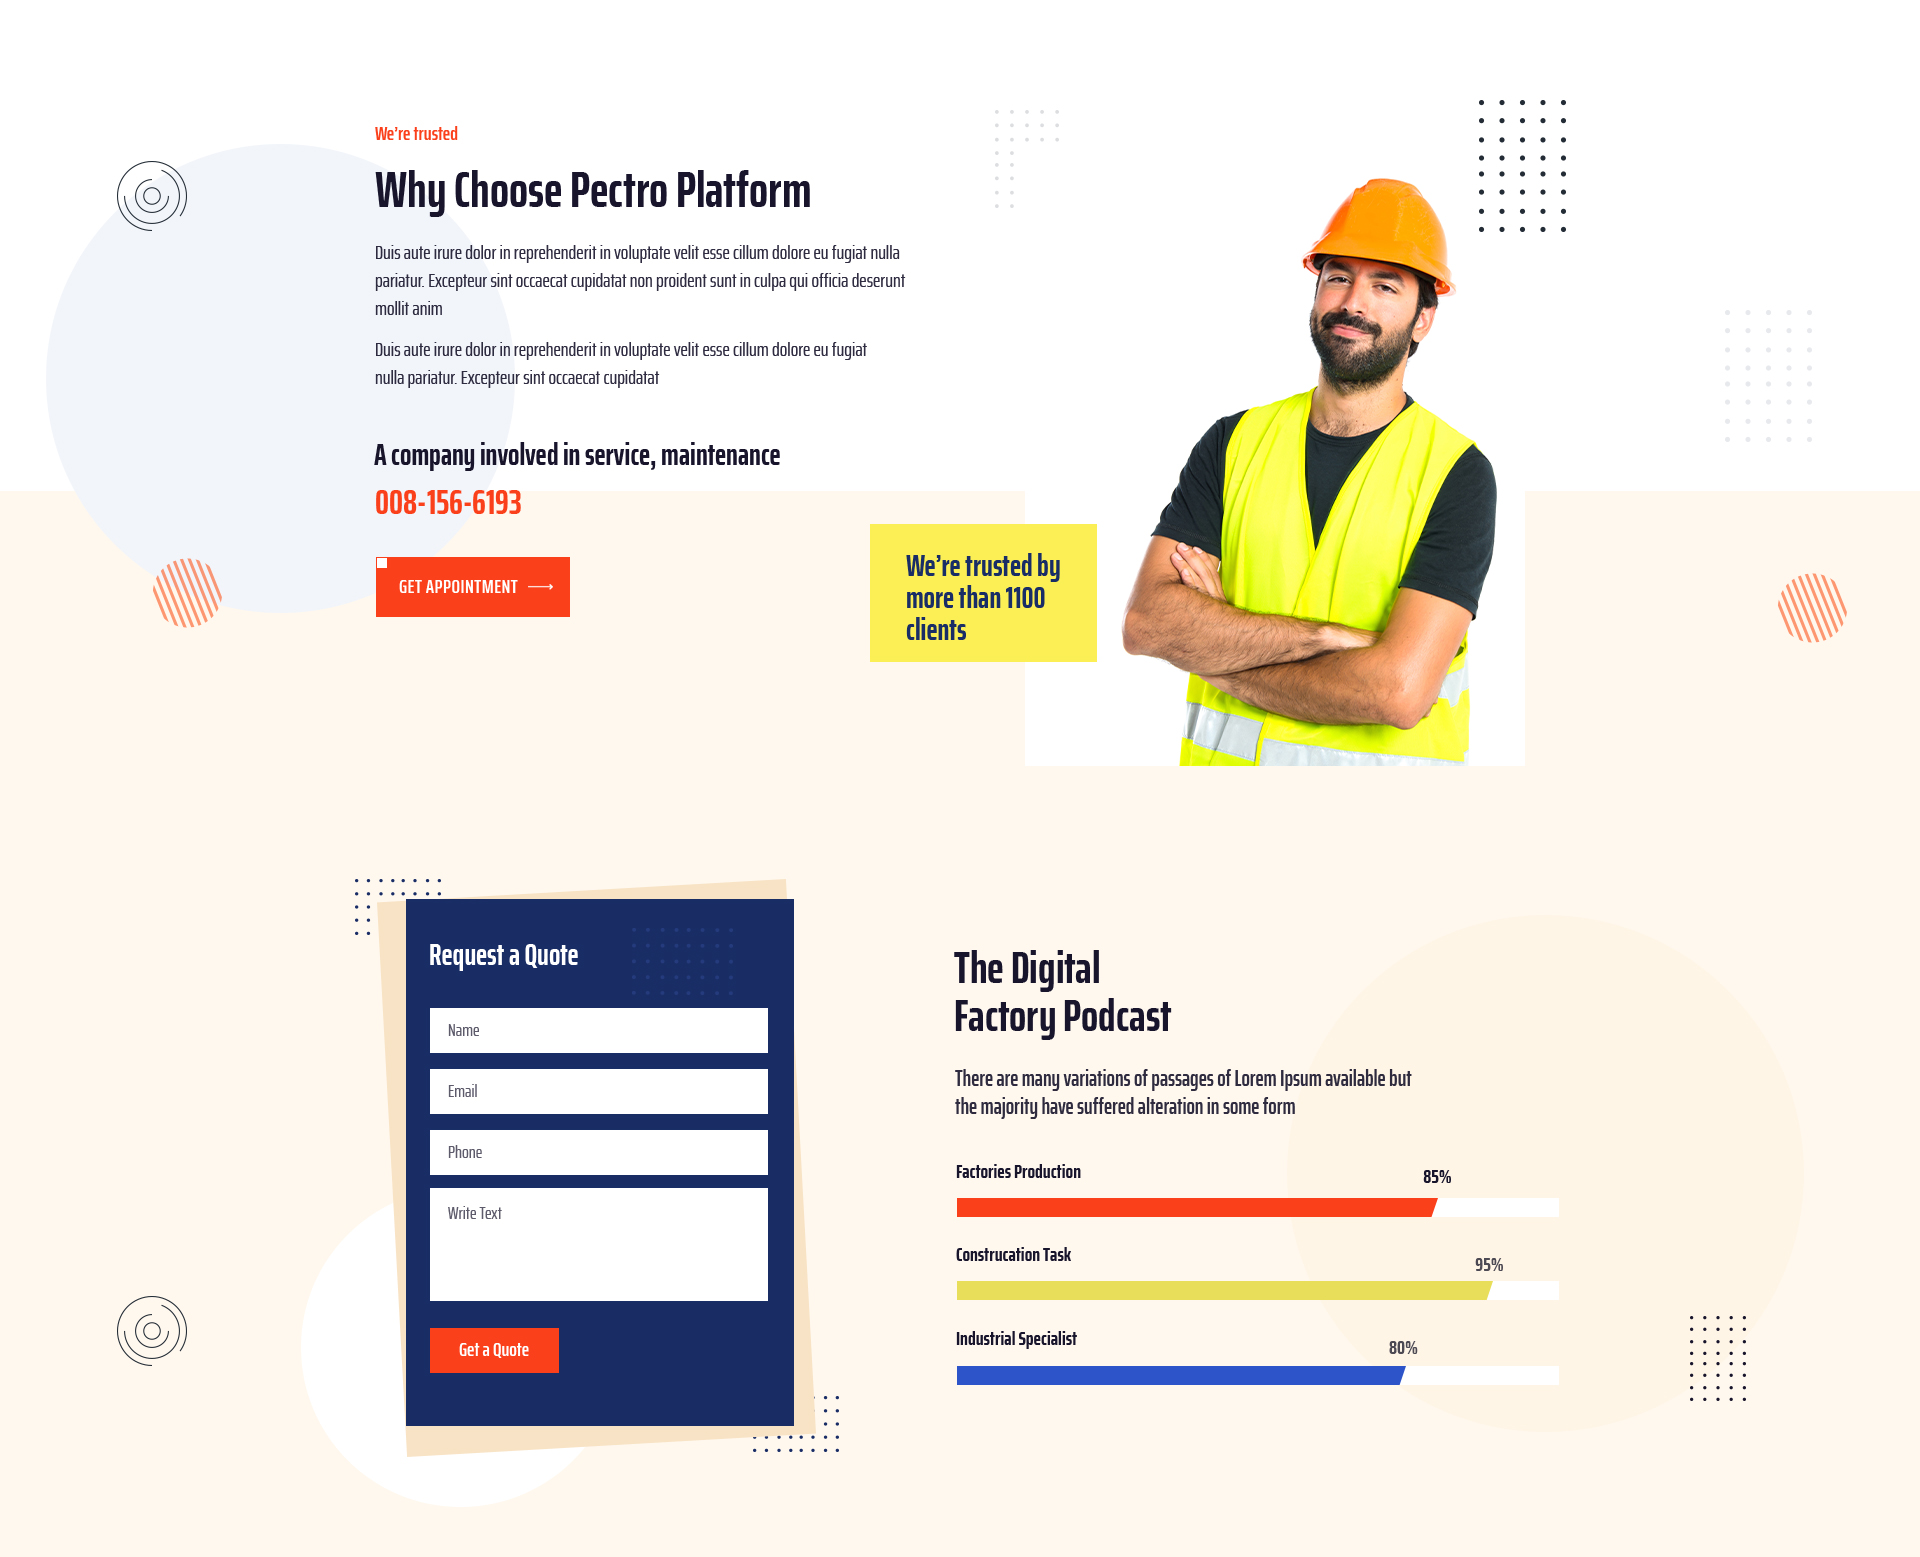 We're trusted
Why Choose Pectro Platform
Duis aute irure dolor in reprehenderit in voluptate velit esse cillum dolore eu fugiat nulla
pariatur. Excepteur sint occaecat cupidatat non proident sunt in culpa qui officia deserunt
mollit anim
Duis aute irure dolor in reprehenderit in voluptate velit esse cillum dolore eu fugiat
nulla pariatur. Excepteur sint occaecat cupidatat
A company involved in service, maintenance
008-156-6193
GET APPOINTMENT
We're trusted by
more than 1100
clients
Request a Quote
Name
Email
Phone
Write Text
Get a Quote
The Digital
Factory Podcast
There are many variations of passages of Lorem Ipsum available but
the majority have suffered alteration in some form
Factories Production
85%
Construcation Task
95%
Industrial Specialist
80%